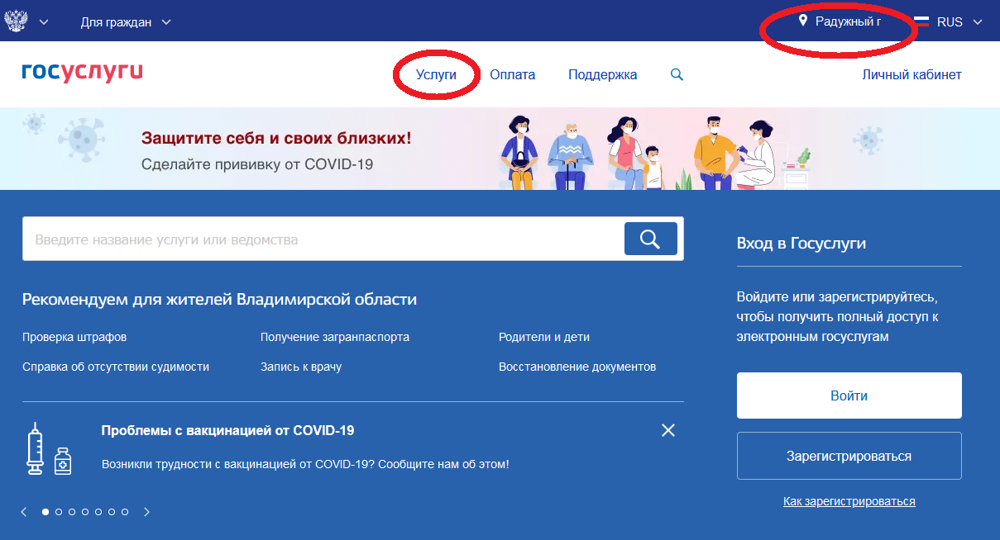 Для граждан
Радужный г
RUS
госуслуги
Услуги
Оплата
Поддержка
Личный кабинет
Защитите себя и своих близких!
Сделайте прививку от COVID-19
Введите название услуги или ведомства
Рекомендуем для жителей Владимирской области
Проверка штрафов
Получение загранпаспорта
Родители и дети
Справка об отсутствии судимости
Запись к врачу
Восстановление документов
Проблемы с вакцинацией от COVID-19
Возникли трудности с вакцинацией от COVID-19? Сообщите нам об этом!
Вход в Госуслуги
Войдите или зарегистрируйтесь,
чтобы получить полный доступ к
электронным госуслугам
Войти
Зарегистрироваться
Как зарегистрироваться